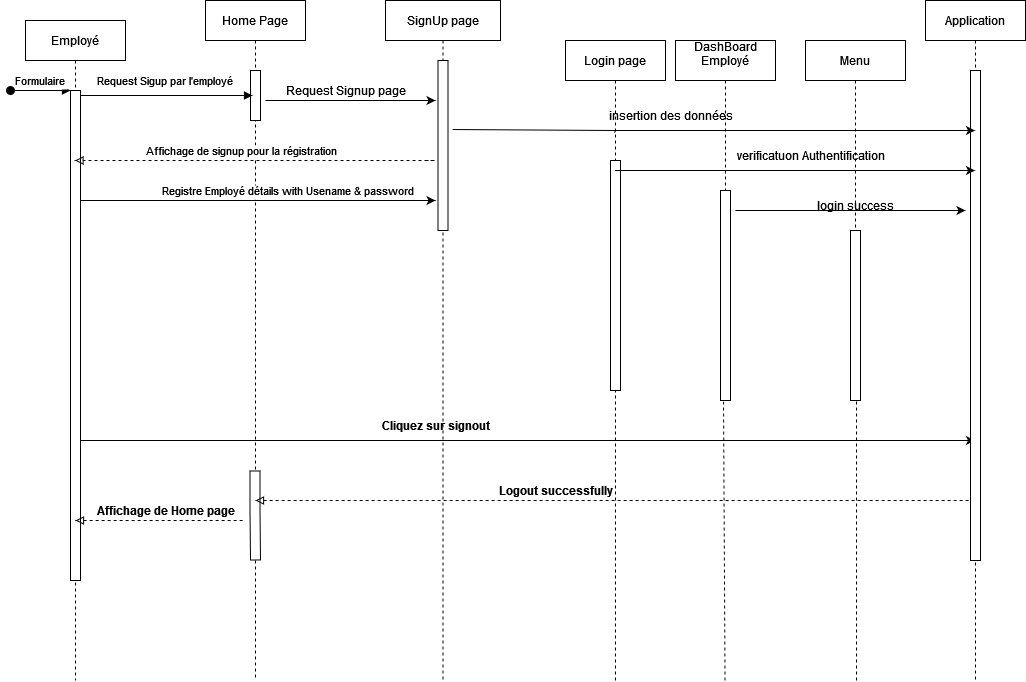 Home Page
SignUp page
Application
Employé
DashBoard
Employé
Login page
Menu
Formulaire
Request Sigup par l'employé
Request Signup page
insertion des données
Affichage de signup pour la régistration
verificatuon Authentification
Registre Employé details with Usename & password
login success
Cliquez sur signout
Logout successfully
Affichage de Home page